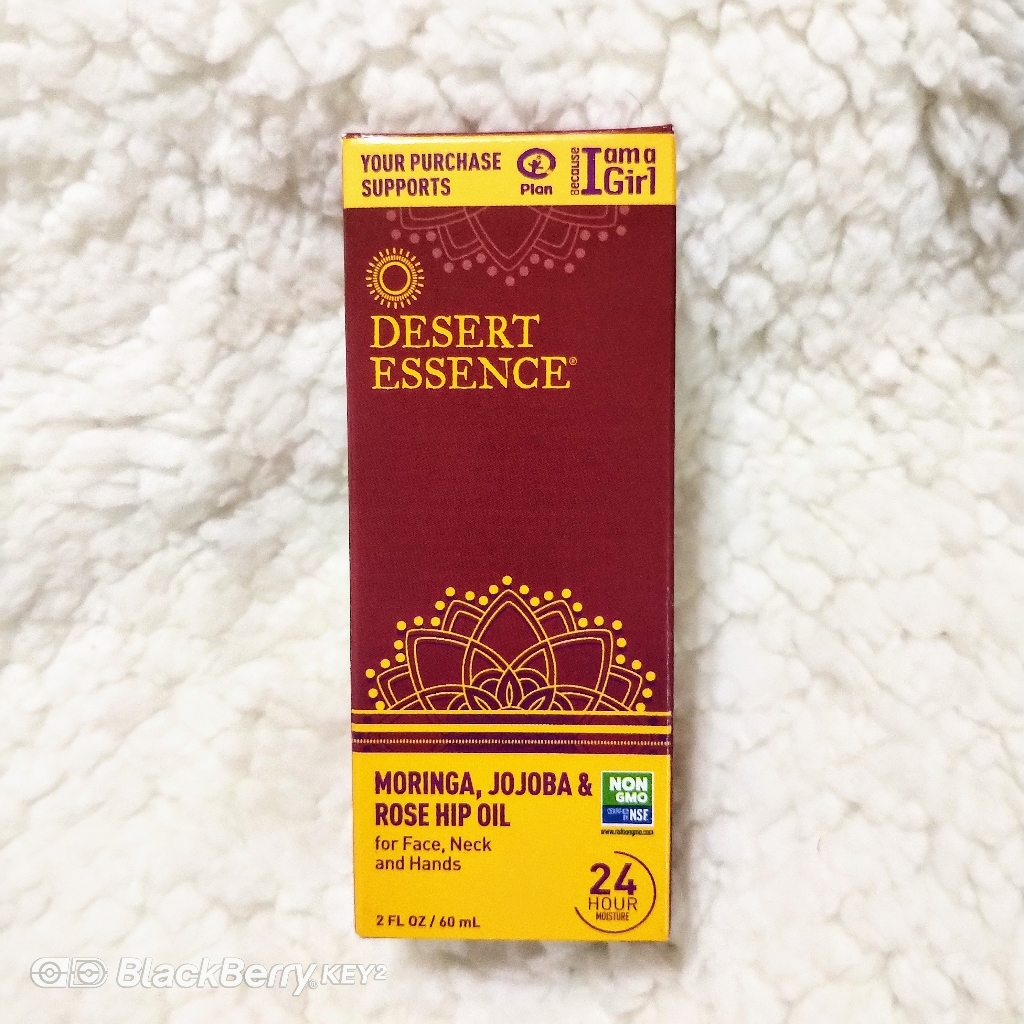 YOUR PURCHASE
SUPPORTS
Plan
Because
I am a
Girl
DESERT
ESSENCE®
MORINGA, JOJOBA &
ROSE HIP OIL
for Face, Neck
and Hands
2 FL OZ / 60 mL
NON
GMO
BY NSF
24
HOUR
MOISTURE
BlackBerry® KEY2